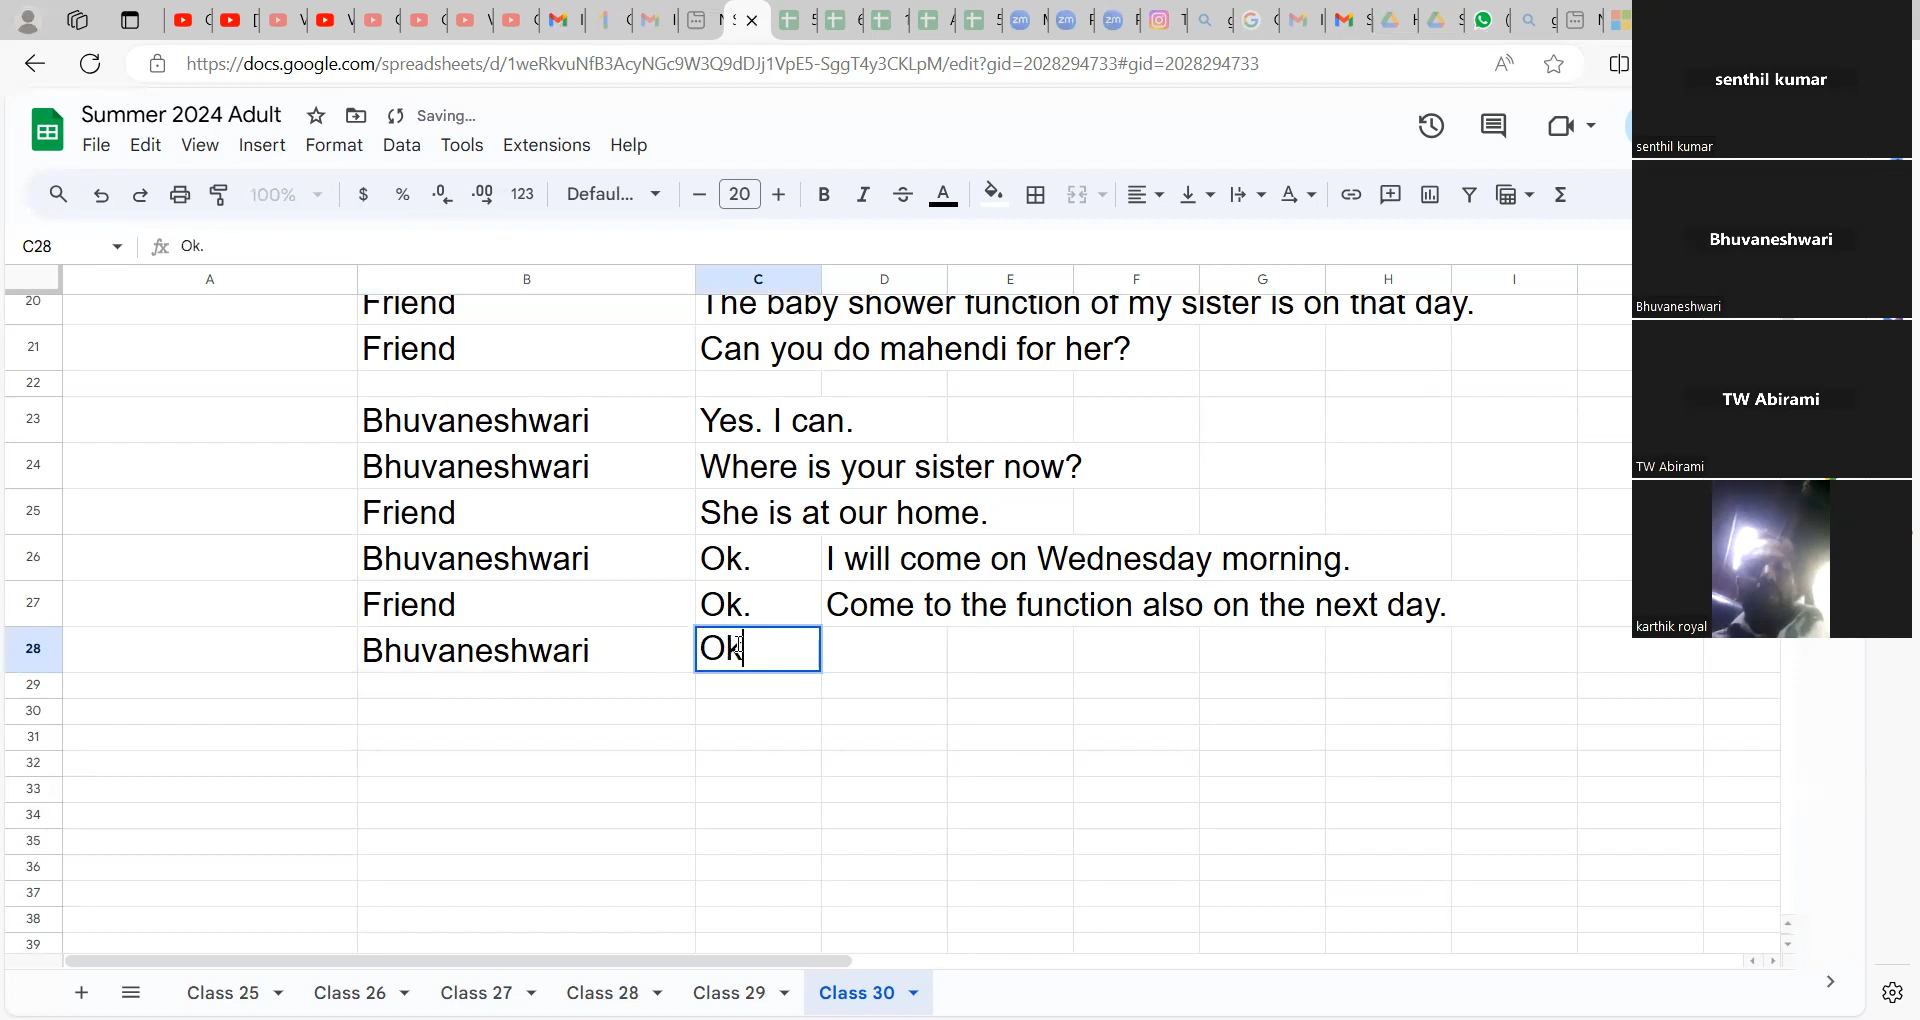 https://docs.google.com/spreadsheets/d/1weRkvuNfB3AcyNGc9W3Q9dDJj1VpE5-SggT4y3CKLpM/edit?gid=2028294733#gid=2028294733
Summer 2024 Adult Saving...
File Edit View Insert Format Data Tools Extensions Help
100% $ % .0 .00 123 Defaul... 20 B I
C28 fx Ok.
A B C D E F G H I
20 Friend The baby shower function of my sister is on that day.
21 Friend Can you do mahendi for her?
22
23 Bhuvaneshwari Yes. I can.
24 Bhuvaneshwari Where is your sister now?
25 Friend She is at our home.
26 Bhuvaneshwari Ok. I will come on Wednesday morning.
27 Friend Ok. Come to the function also on the next day.
28 Bhuvaneshwari Ok
29
30
31
32
33
34
35
36
37
38
39
Class 25 Class 26 Class 27 Class 28 Class 29 Class 30
senthil kumar
senthil kumar
Bhuvaneshwari
Bhuvaneshwari
TW Abirami
TW Abirami
karthik royal